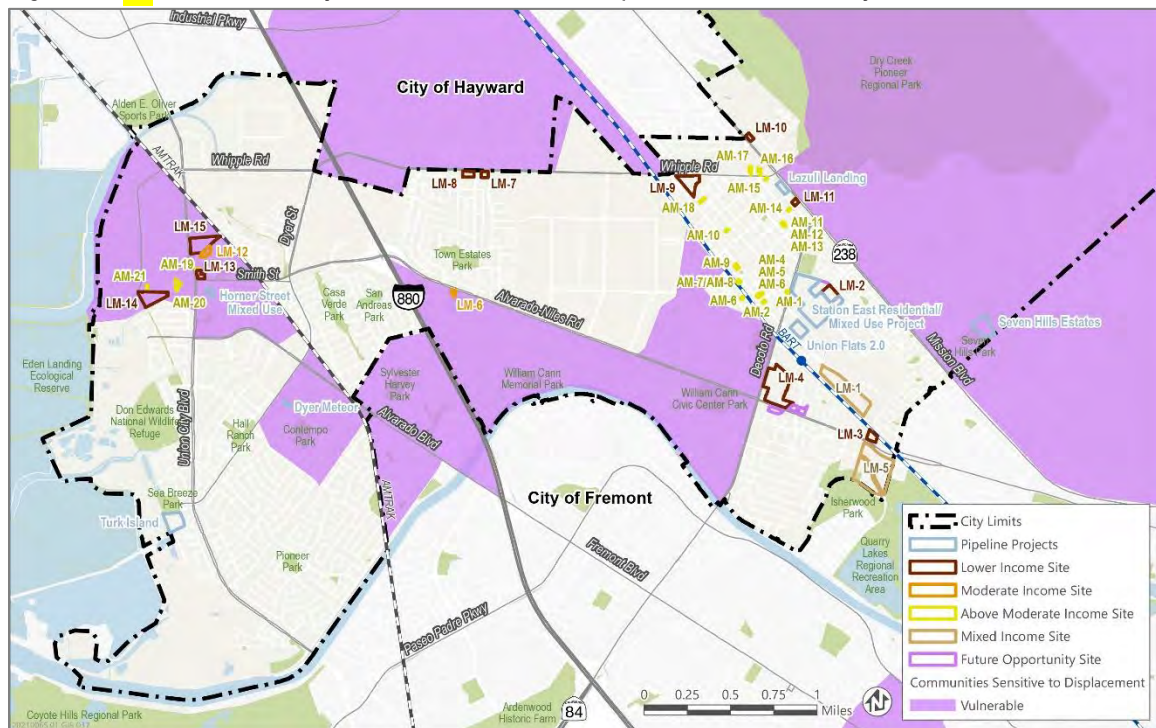 Industrial Pkwy
City of Hayward
Dry Creek
Pioneer
Regional Park
Alden E. Oliver
Sports Park
AMTRAK
Whipple Rd
LM-8
LM-7
Whipple Rd
LM-9
LM-10
AM-17
AM-16
AM-15
Lazuli Landing
LM-11
AM-14
AM-18
AM-11
AM-12
AM-13
AM-10
238
LM-15
LM-12
AM-19
LM-13
Dyer St
Smith St
AM-21
LM-14
AM-20
Horner Street
Mixed Use
Town Estates
Park
Casa
Verde
Park
San
Andreas
Park
880
LM-6
Alvarado-Niles Rd
AM-9
AM-7/AM-8
AM-6
AM-2
AM-4
AM-5
AM-6
AM-1
LM-2
Station East Residential/
Mixed Use Project
Union Flats 2.0
Decoto Rd
BART
Mission Blvd
Seven Hills Estates
Seven
Hills Park
Eden Landing
Ecological
Reserve
Don Edwards
National Wildlife
Refuge
Union City Blvd
Hall
Ranch
Park
Contempo
Park
Dyer Meteor
Sylvester
Harvey
Park
Alvarado Blvd
William Cann
Memorial Park
William Cann
Civic Center Park
LM-4
LM-1
LM-3
LM-5
Isherwood
Park
Quarry
Lakes
Regional
Recreation
Area
Sea Breeze
Park
Turk Island
Pioneer
Park
AMTRAK
City of Fremont
Fremont Blvd
Paseo Padre Pkwy
Ardenwood
Historic Farm
84
Coyote Hills Regional Park
City Limits
Pipeline Projects
Lower Income Site
Moderate Income Site
Above Moderate Income Site
Mixed Income Site
Future Opportunity Site
Communities Sensitive to Displacement
Vulnerable
0 0.25 0.5 0.75 1
Miles
N